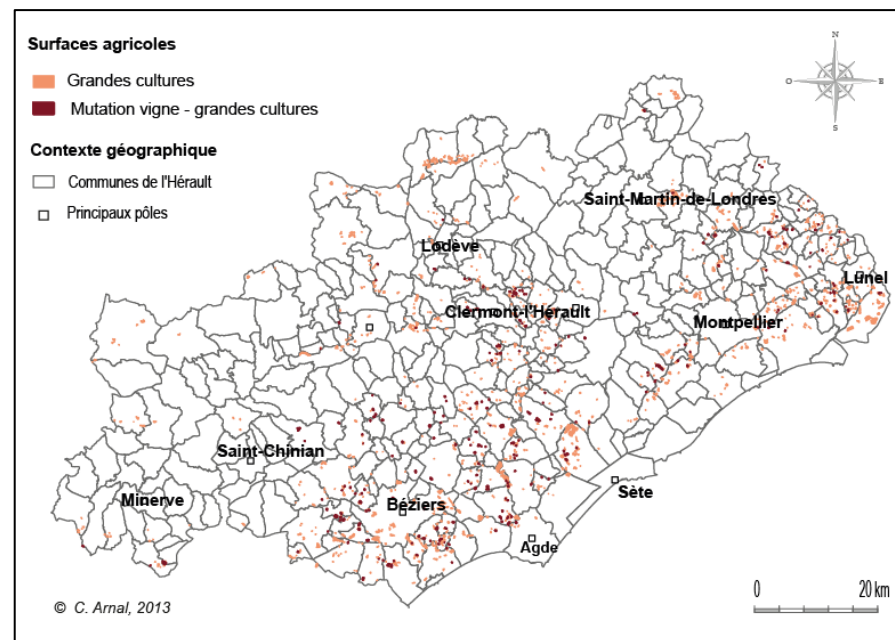 Surfaces agricoles
Grandes cultures
Mutation vigne - grandes cultures
Contexte géographique
Communes de l'Hérault
Principaux pôles
N
O
E
S
Saint-Martin-de-Londres
Lodève
Lunel
Clermont-l'Hérault
Montpellier
Saint-Chinian
Sète
Minerve
Béziers
Agde
0
20 km
© C. Arnal, 2013